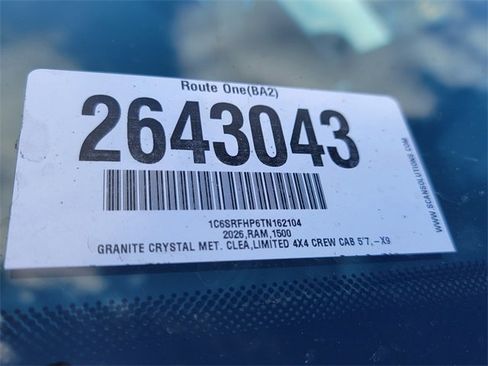 Route One(BA2)
2643043
1C6SRFHP6TN162104
2026,RAM,1500
GRANITE CRYSTAL MET. CLEA,LIMITED 4X4 CREW CAB 5'7,-X9
WWW.SCANSOLUTIONS.COM